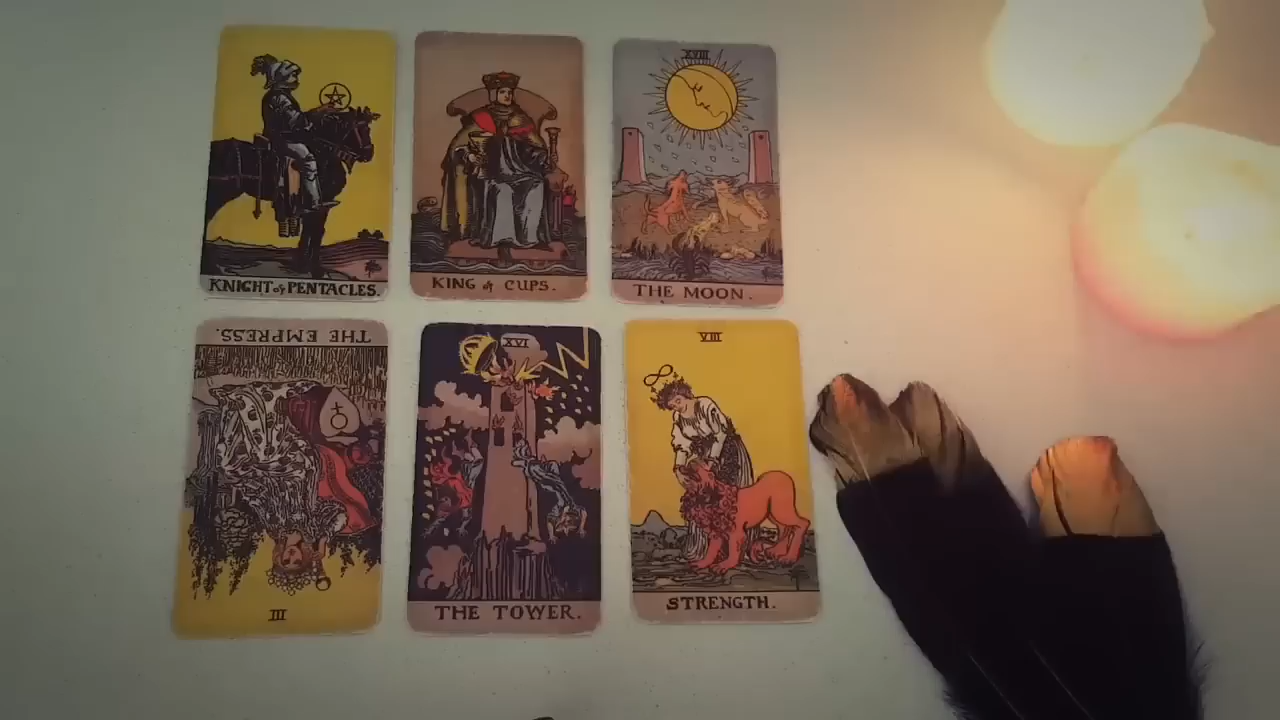 XVIII
KNIGHT of PENTACLES.
KING of CUPS.
THE MOON.
THE EMPRESS.
XVI
VIII
III
THE TOWER.
STRENGTH.